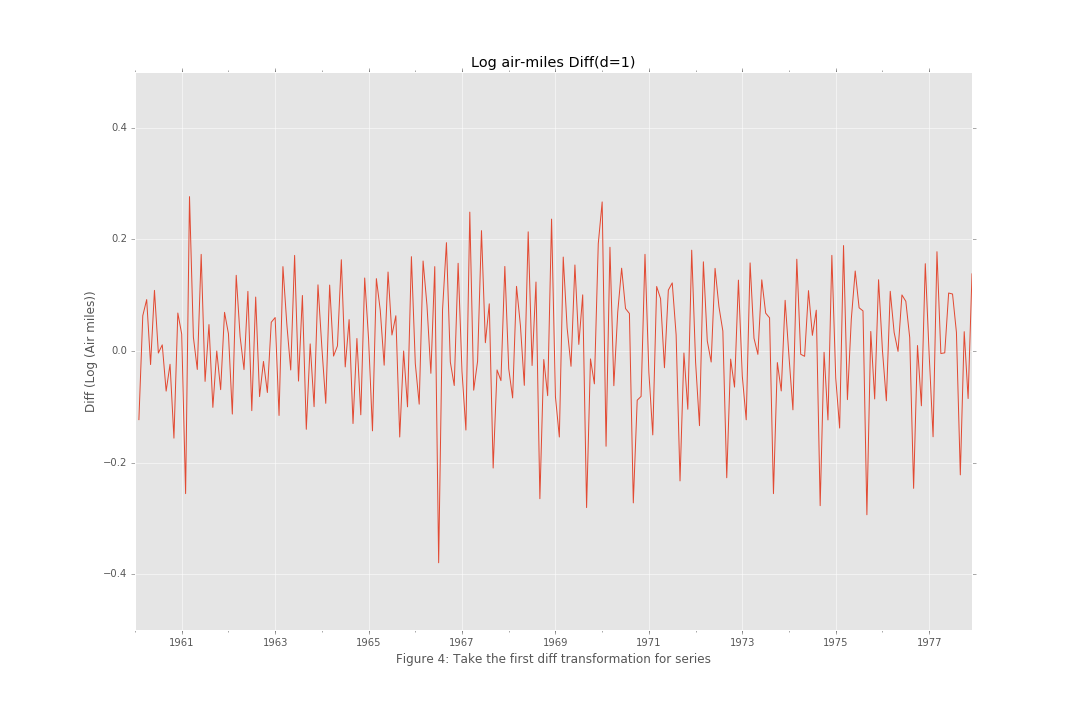 Log air-miles Diff(d=1)
Diff (Log (Air miles))
0.4
0.2
0.0
−0.2
−0.4
1961 1963 1965 1967 1969 1971 1973 1975 1977
Figure 4: Take the first diff transformation for series